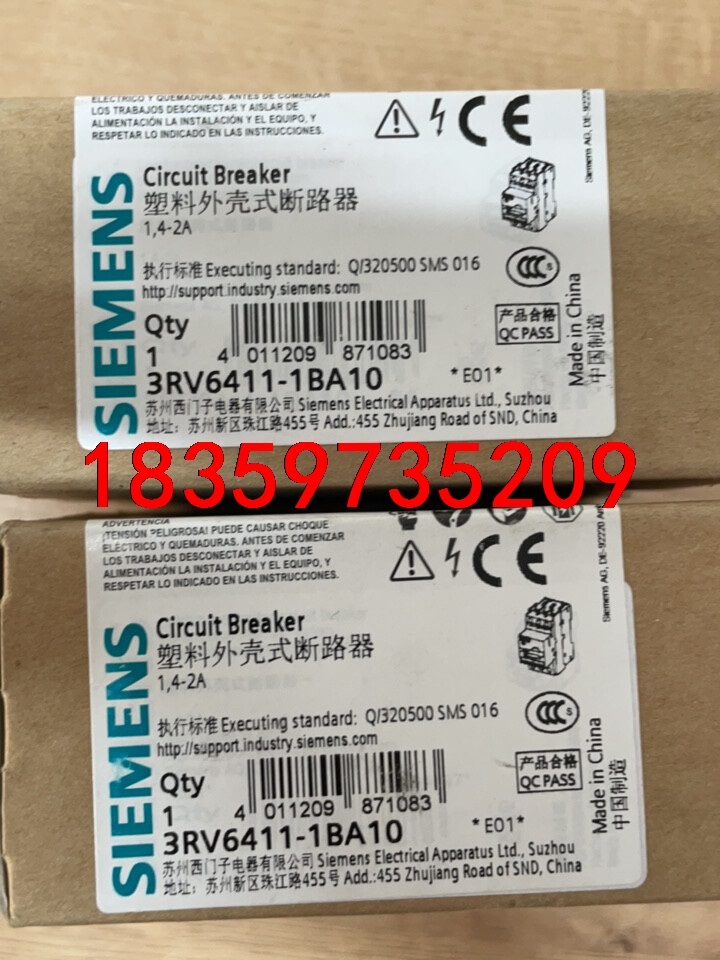 ELÉCTRICO Y QUEMADURAS. ANTES DE COMENZAR
LOS TRABAJOS DESCONECTAR Y AISLAR DE
ALIMENTACIÓN LA INSTALACIÓN Y EL EQUIPO, Y
RESPETAR LO INDICADO EN LAS INSTRUCCIONES.
CE
Siemens AG, DE-92220
SIEMENS
Circuit Breaker
塑料外壳式断路器
1,4-2A
执行标准 Executing standard: Q/320500 SMS 016
http://support.industry.siemens.com
CCC S
Qty
1
4 011209 871083
产品合格
QC PASS
Made in China
中国制造
3RV6411-1BA10
*E01*
苏州西门子电器有限公司 Siemens Electrical Apparatus Ltd., Suzhou
地址: 苏州新区珠江路455号 Add.:455 Zhujiang Road of SND, China
18359735209
ADVERTENCIA
¡TENSIÓN PELIGROSA! PUEDE CAUSAR CHOQUE
ELÉCTRICO Y QUEMADURAS. ANTES DE COMENZAR
LOS TRABAJOS DESCONECTAR Y AISLAR DE
ALIMENTACIÓN LA INSTALACIÓN Y EL EQUIPO, Y
RESPETAR LO INDICADO EN LAS INSTRUCCIONES.
CE
Siemens AG, DE-92220
SIEMENS
Circuit Breaker
塑料外壳式断路器
1,4-2A
执行标准 Executing standard: Q/320500 SMS 016
http://support.industry.siemens.com
CCC S
Qty
1
4 011209 871083
产品合格
QC PASS
Made in China
中国制造
3RV6411-1BA10
*E01*
苏州西门子电器有限公司 Siemens Electrical Apparatus Ltd., Suzhou
地址: 苏州新区珠江路455号 Add.:455 Zhujiang Road of SND, China